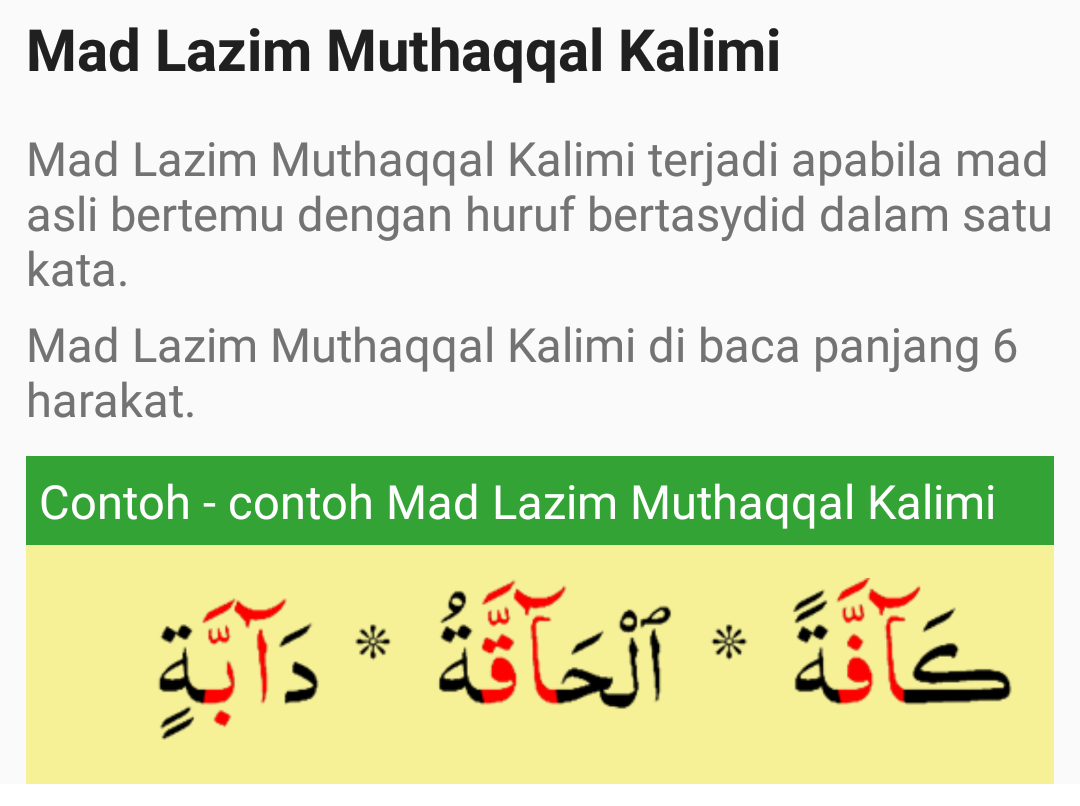 Mad Lazim Muthaqqal Kalimi
Mad Lazim Muthaqqal Kalimi terjadi apabila mad
asli bertemu dengan huruf bertasydid dalam satu
kata.
Mad Lazim Muthaqqal Kalimi di baca panjang 6
harakat.
Contoh - contoh Mad Lazim Muthaqqal Kalimi
كَآفَّةً * ٱلْحَآقَّةُ * دَآبَّةٍ